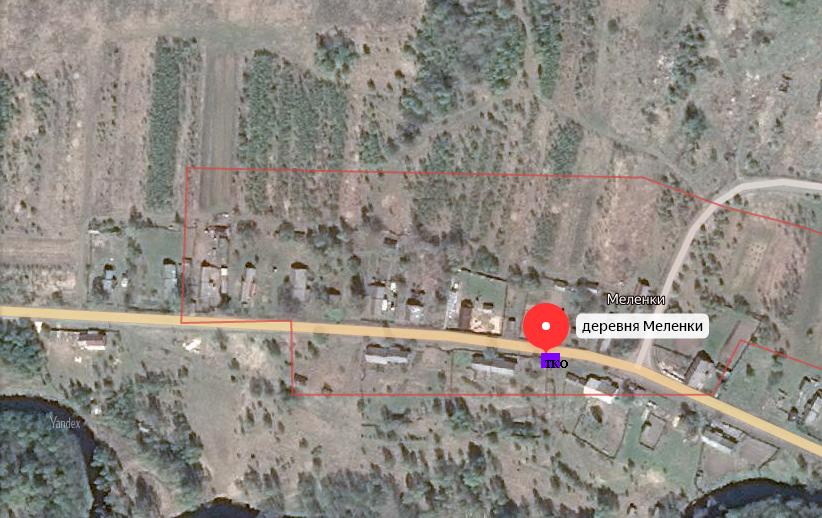 Меленки
деревня Меленки
тко
Yandex